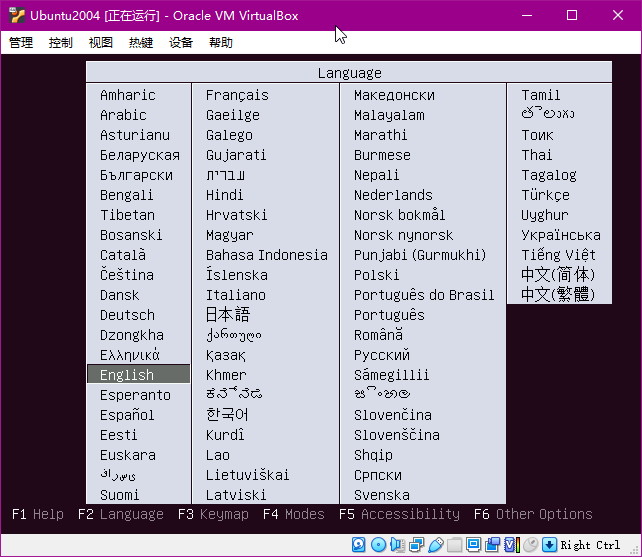 Ubuntu2004 [正在运行] - Oracle VM VirtualBox
管理 控制 视图 热键 设备 帮助
Language
Amharic
Arabic
Asturianu
Беларуская
Български
Bengali
Tibetan
Bosanski
Català
Čeština
Dansk
Deutsch
Dzongkha
Ελληνικά
English
Esperanto
Español
Eesti
Euskara
Suomi
Français
Gaeilge
Galego
Gujarati
עברית
Hindi
Hrvatski
Magyar
Bahasa Indonesia
Íslenska
Italiano
日本語
ქართული
Қазақ
Khmer
ಕನ್ನಡ
한국어
Kurdî
Lao
Lietuviškai
Latviski
Македонски
Malayalam
Marathi
Burmese
Nepali
Nederlands
Norsk bokmål
Norsk nynorsk
Punjabi (Gurmukhi)
Polski
Português do Brasil
Português
Română
Русский
Sámegillii
සිංහල
Slovenčina
Slovenščina
Shqip
Српски
Svenska
Tamil
తెలుగు
Тоик
Thai
Tagalog
Türkçe
Uyghur
Українська
Tiếng Việt
中文(简体)
中文(繁體)
F1 Help F2 Language F3 Keymap F4 Modes F5 Accessibility F6 Other Options
Right Ctrl